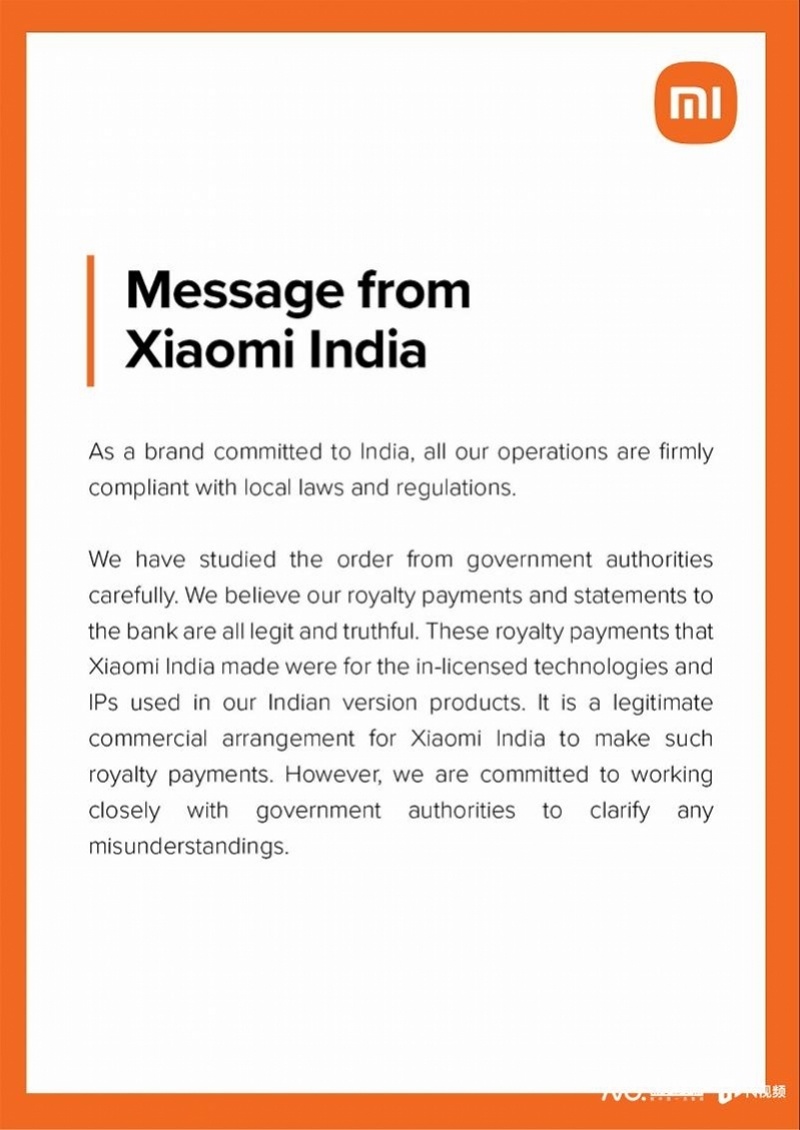 mi
Message from
Xiaomi India
As a brand committed to India, all our operations are firmly
compliant with local laws and regulations.
We have studied the order from government authorities
carefully. We believe our royalty payments and statements to
the bank are all legit and truthful. These royalty payments that
Xiaomi India made were for the in-licensed technologies and
IPs used in our Indian version products. It is a legitimate
commercial arrangement for Xiaomi India to make such
royalty payments. However, we are committed to working
closely with government authorities to clarify any
misunderstandings.
N视频